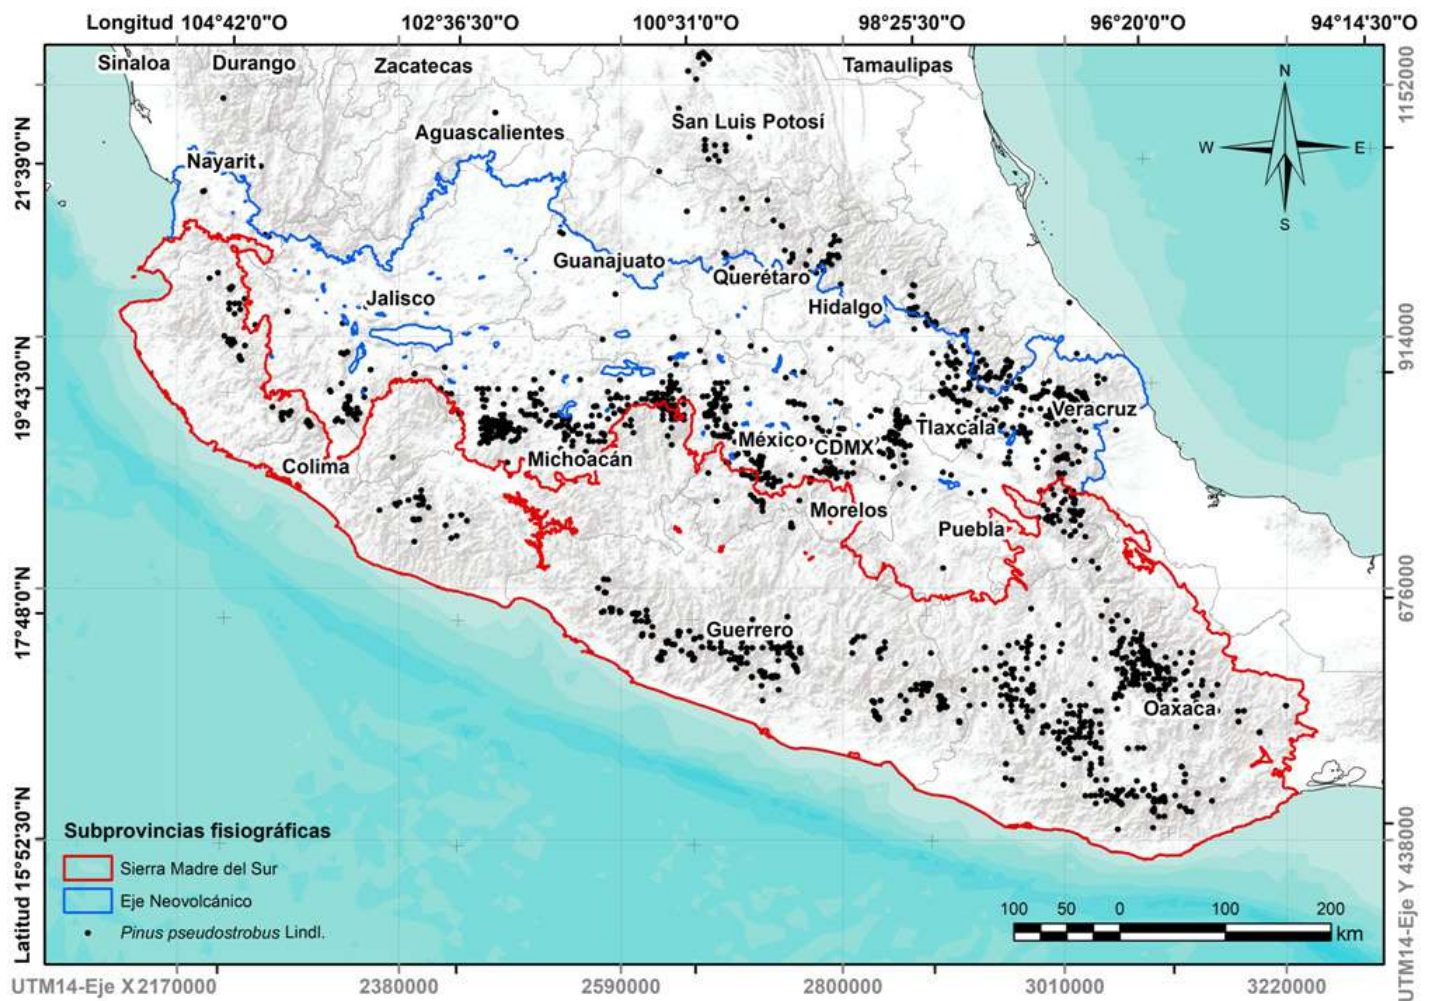 Longitud 104°42'0"O 102°36'30"O 100°31'0"O 98°25'30"O 96°20'0"O 94°14'30"O
Sinaloa Durango Zacatecas Tamaulipas
N
San Luis Potosí
Aguascalientes
W E
Nayarit
S
Guanajuato
Querétaro
Jalisco
Hidalgo
Veracruz
Tlaxcala
México CDMX
Michoacán
Colima
Morelos
Puebla
Guerrero
Oaxaca
Latitud 15°52'30"N 17°48'0"N 19°43'30"N 21°39'0"N
UTM14-Eje Y 438000 676000 914000 1152000
Subprovincias fisiográficas
Sierra Madre del Sur
Eje Neovolcánico
Pinus pseudostrobus Lindl.
100 50 0 100 200
km
UTM14-Eje X 2170000 2380000 2590000 2800000 3010000 3220000